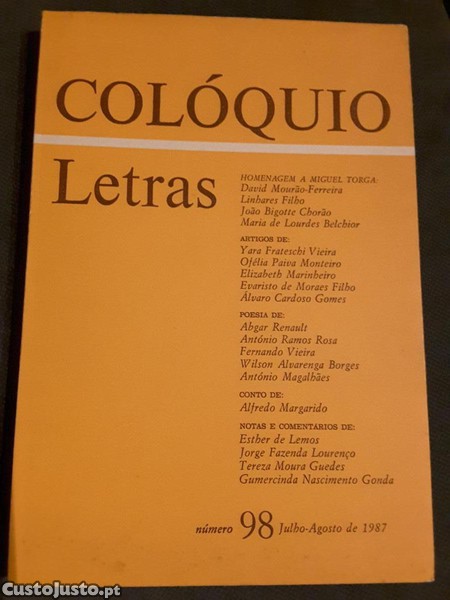 COLÓQUIO
Letras
HOMENAGEM A MIGUEL TORGA:
David Mourão-Ferreira
Linhares Filho
João Bigotte Chorão
Maria de Lourdes Belchior
ARTIGOS DE:
Yara Frateschi Vieira
Ofélia Paiva Monteiro
Elizabeth Marinheiro
Evaristo de Moraes Filho
Álvaro Cardoso Gomes
POESIA DE:
Abgar Renault
António Ramos Rosa
Fernando Vieira
Wilson Alvarenga Borges
António Magalhães
CONTO DE:
Alfredo Margarido
NOTAS E COMENTARIOS DE:
Esther de Lemos
Jorge Fazenda Lourenço
Tereza Moura Guedes
Gumercinda Nascimento Gonda
número 98 Julho-Agosto de 1987
CustoJusto.pt